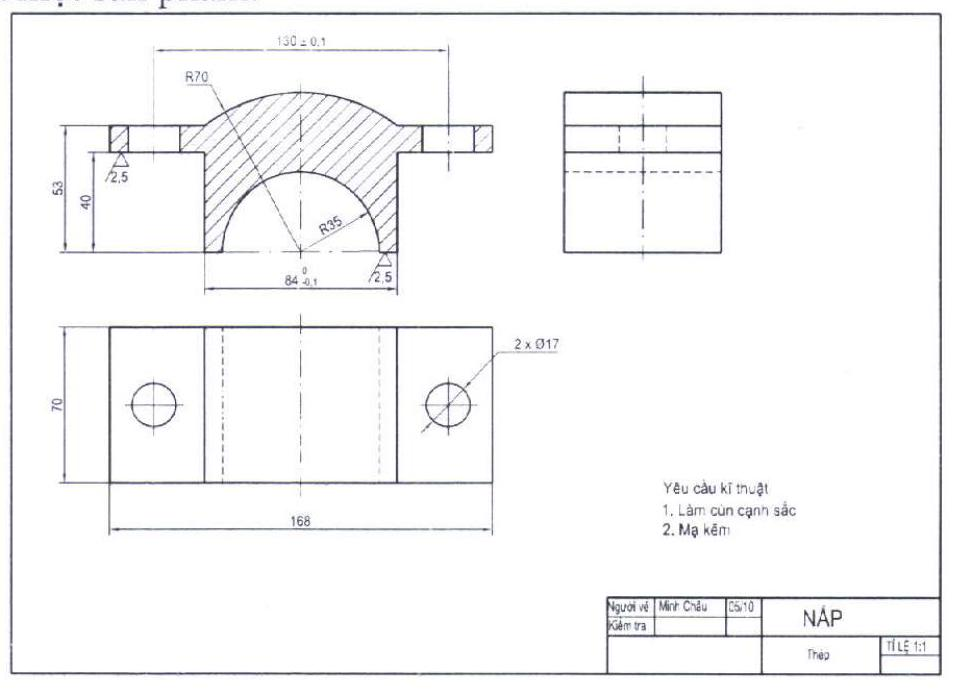 130 ± 0,1
R70
53
40
2,5
R35
84 0 -0,1
2,5
2 x Ø17
70
168
Yêu cầu kĩ thuật
1. Làm cùn cạnh sắc
2. Mạ kẽm
Người vẽ Minh Châu 05/10
Kiểm tra
NẮP
Thép
TỈ LỆ 1:1